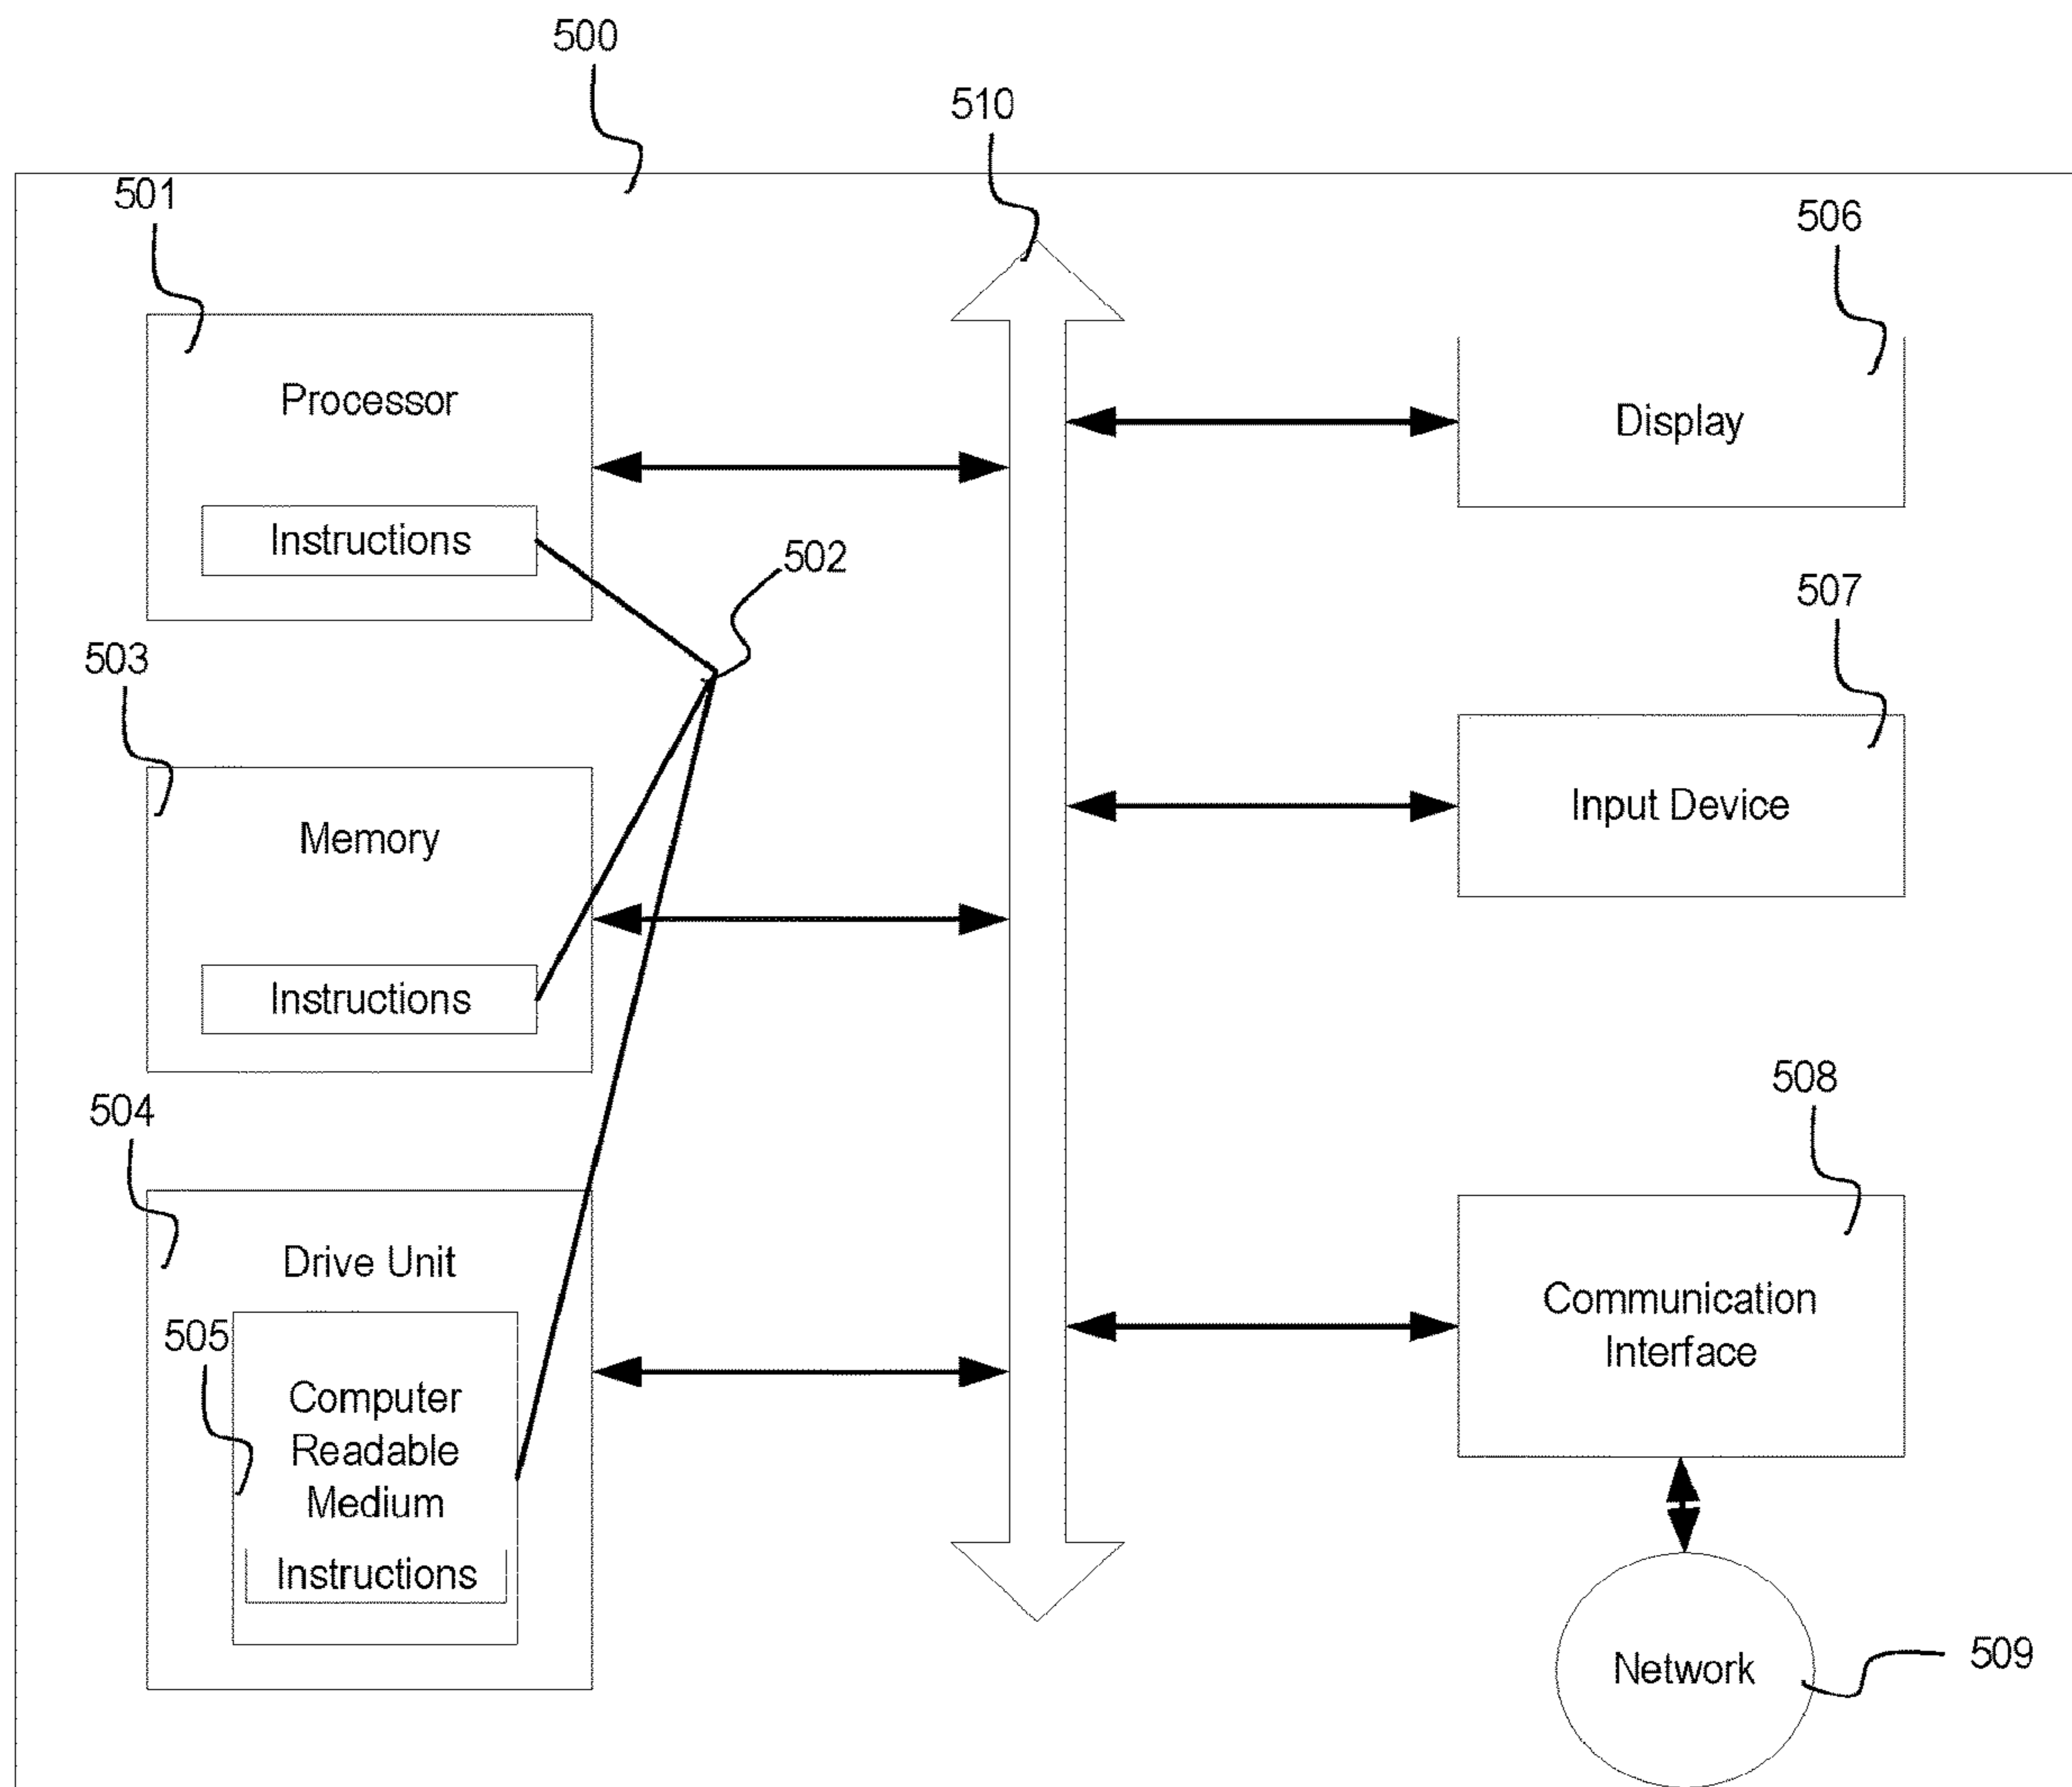 500
510
501
506
Processor
Display
Instructions
502
507
503
Input Device
Memory
Instructions
508
504
Drive Unit
Communication
Interface
505
Computer
Readable
Medium
Instructions
Network
509